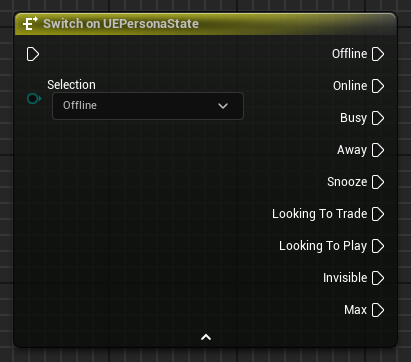 Switch on UEPersonaState
Offline
Online
Selection
Offline
Busy
Away
Snooze
Looking To Trade
Looking To Play
Invisible
Max